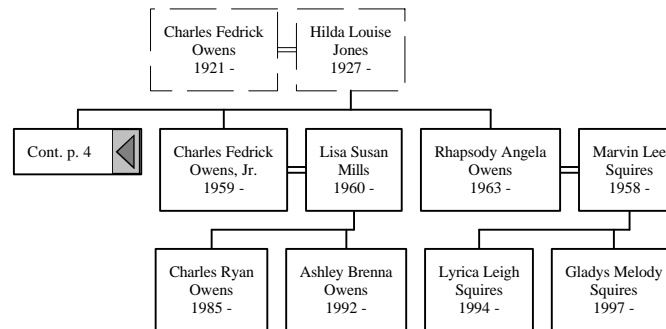 Charles Fedrick
Owens
1921 -
Hilda Louise
Jones
1927 -
Cont. p. 4
Charles Fedrick
Owens, Jr.
1959 -
Lisa Susan
Mills
1960 -
Rhapsody Angela
Owens
1963 -
Marvin Lee
Squires
1958 -
Charles Ryan
Owens
1985 -
Ashley Brenna
Owens
1992 -
Lyrica Leigh
Squires
1994 -
Gladys Melody
Squires
1997 -